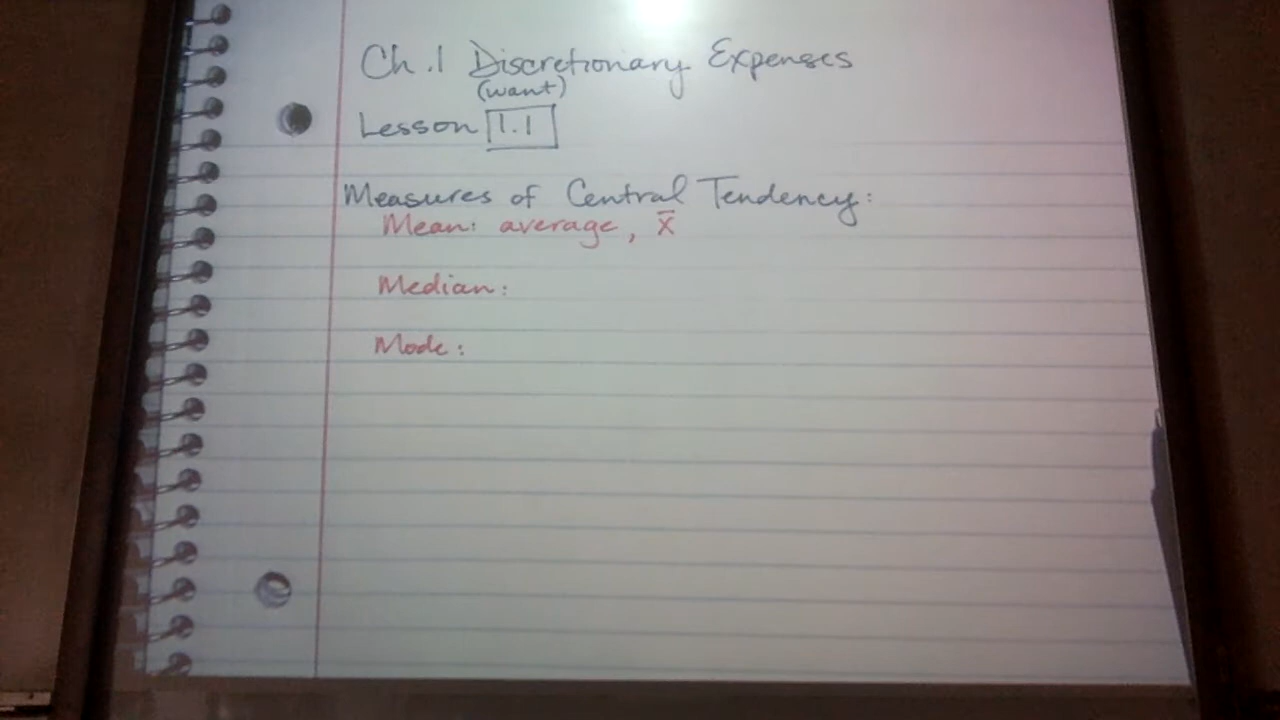 Ch. 1 Discretionary Expenses
(want)
Lesson 1.1
Measures of Central Tendency:
Mean: average, x̄
Median:
Mode: